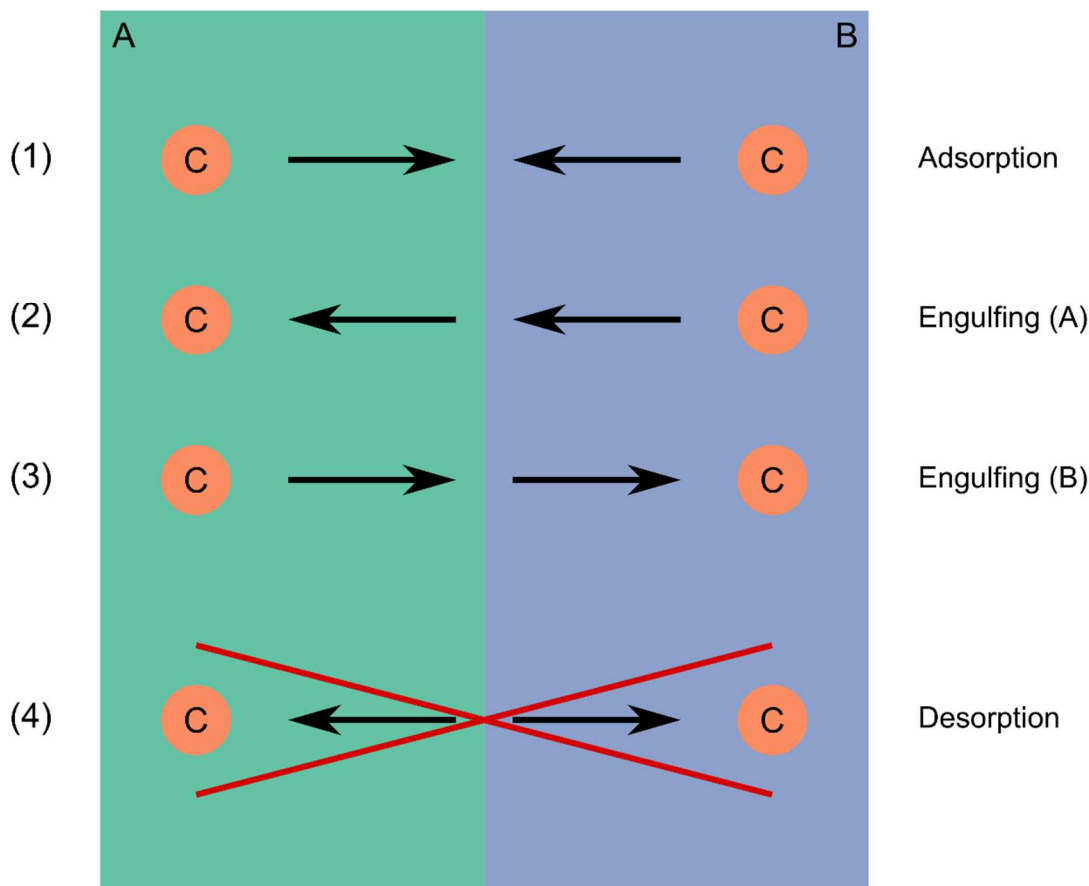 A B
(1) C C Adsorption
(2) C C Engulfing (A)
(3) C C Engulfing (B)
(4) C C Desorption